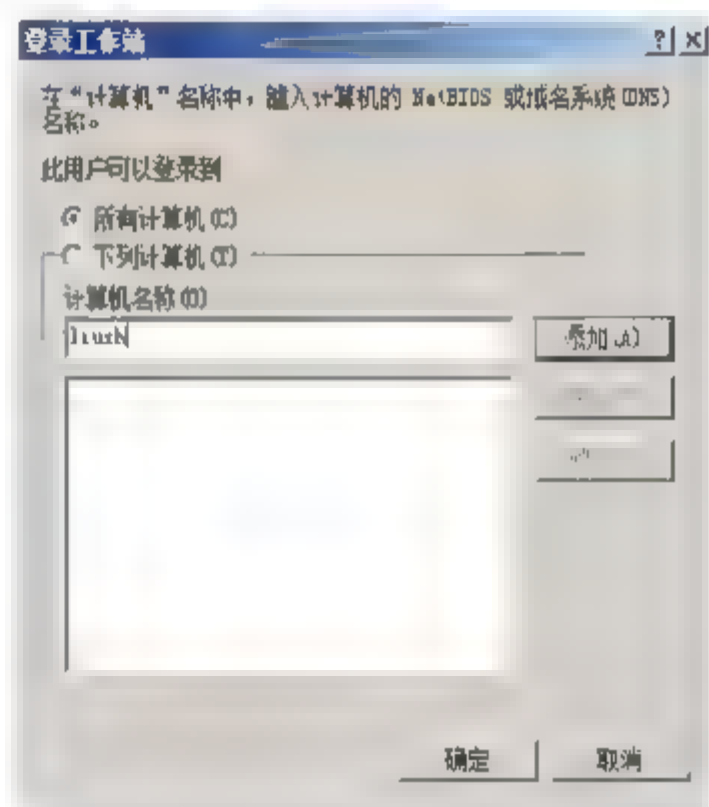 登录工作站
在“计算机”名称中，键入计算机的 NetBIOS 或域名系统(DNS)
名称。
此用户可以登录到
所有计算机(C)
下列计算机(T)
计算机名称(O)
添加(A)
确定
取消